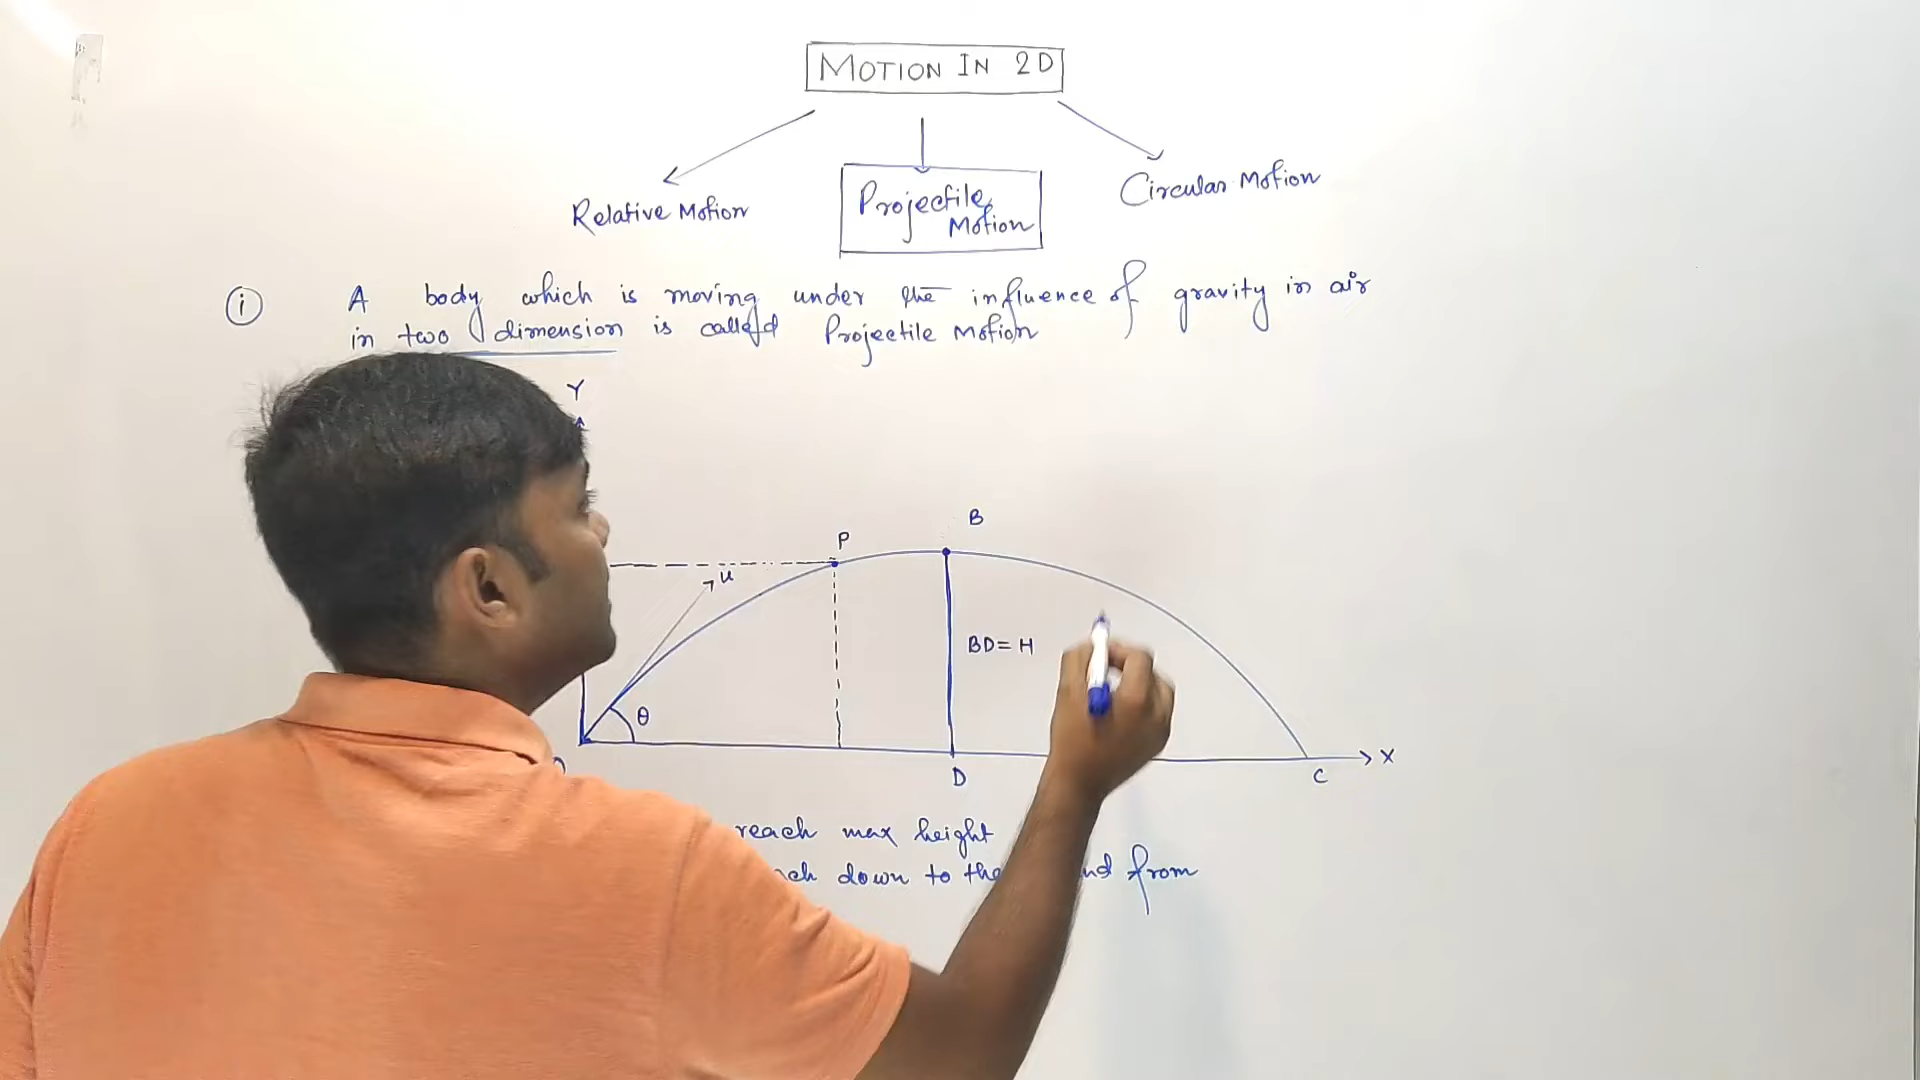 MOTION IN 2D
Relative Motion
Projectile
Motion
Circular Motion
i A body which is moving under the influence of gravity in air
in two dimension is called Projectile Motion
Y
B
P
u
BD = H
θ
X
D
C
reach max height
down to the
from